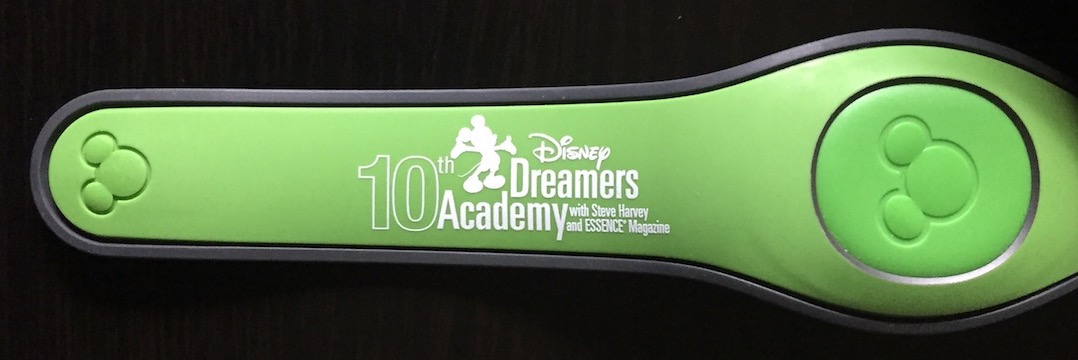 10th
Disney
Dreamers
Academy with Steve Harvey
and ESSENCE® Magazine